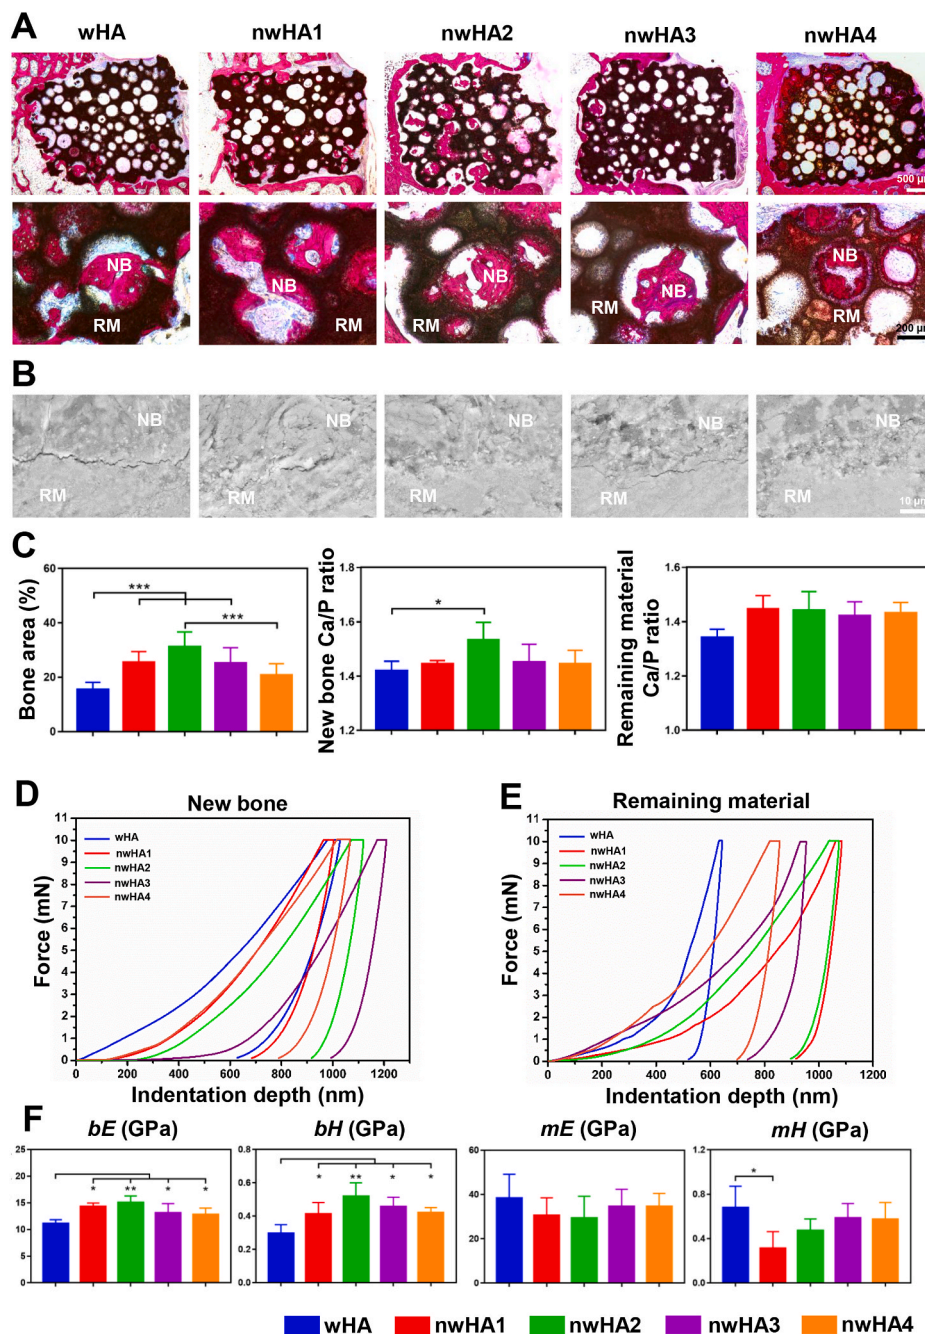 A
wHA
nwHA1
nwHA2
nwHA3
nwHA4
500 μm
NB
NB
NB
NB
NB
RM
RM
RM
RM
RM
200 μm
B
NB
NB
NB
NB
NB
RM
RM
RM
RM
RM
10 μm
C
Bone area (%)
60
40
20
0
***
***
New bone Ca/P ratio
1.8
1.6
1.4
1.2
*
Remaining material
Ca/P ratio
1.6
1.4
1.2
1.0
D
New bone
Force (mN)
10
9
8
7
6
5
4
3
2
1
0
wHA
nwHA1
nwHA2
nwHA3
nwHA4
0 200 400 600 800 1000 1200
Indentation depth (nm)
E
Remaining material
Force (mN)
10
9
8
7
6
5
4
3
2
1
0
wHA
nwHA1
nwHA2
nwHA3
nwHA4
0 200 400 600 800 1000 1200
Indentation depth (nm)
F
bE (GPa)
25
20
15
10
5
0
* ** * *
bH (GPa)
0.8
0.6
0.4
0.2
0.0
* ** * *
mE (GPa)
60
40
20
0
mH (GPa)
1.2
0.8
0.4
0.0
*
wHA nwHA1 nwHA2 nwHA3 nwHA4